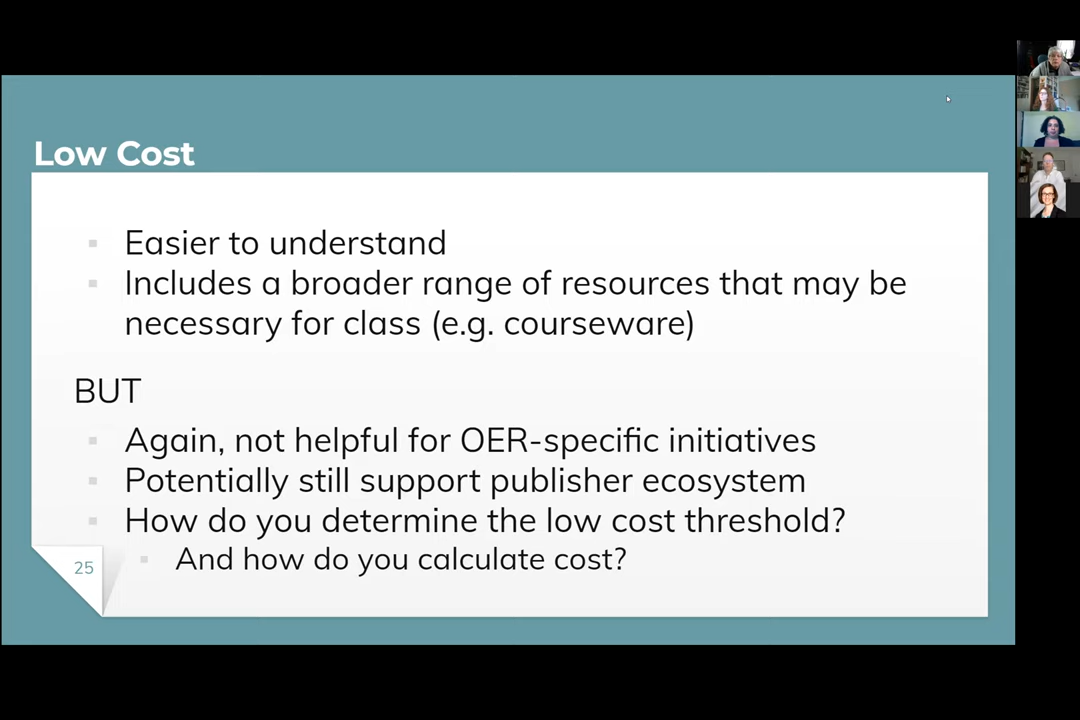 Low Cost
Easier to understand
Includes a broader range of resources that may be
necessary for class (e.g. courseware)
BUT
Again, not helpful for OER-specific initiatives
Potentially still support publisher ecosystem
How do you determine the low cost threshold?
And how do you calculate cost?
25